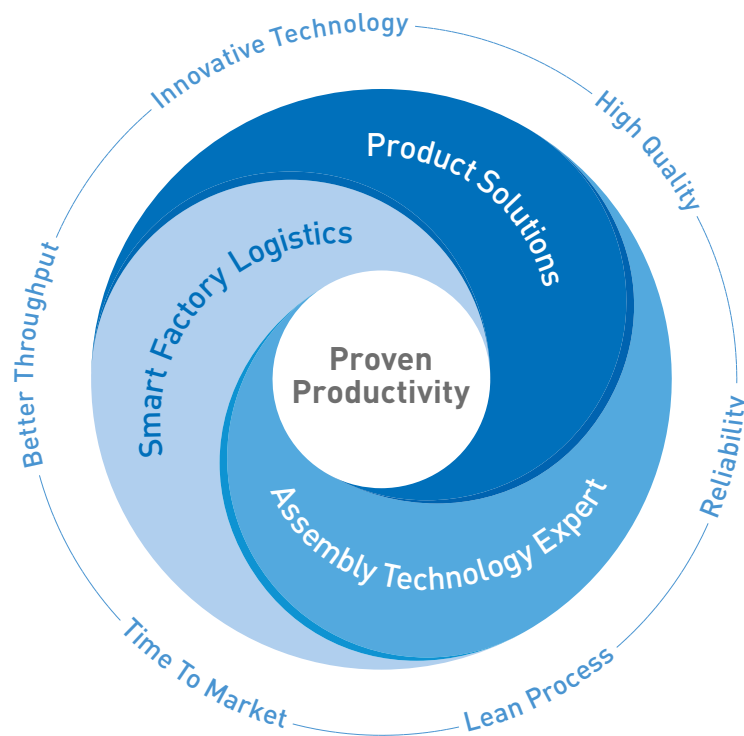 Innovative Technology
High Quality
Reliability
Lean Process
Time To Market
Better Throughput
Product Solutions
Assembly Technology Expert
Smart Factory Logistics
Proven
Productivity